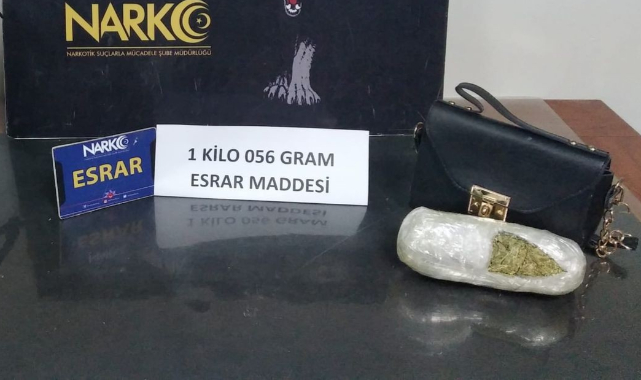 NARKO
NARKOTİK SUÇLARLA MÜCADELE ŞUBE MÜDÜRLÜĞÜ
NARKO
ESRAR
1 KİLO 056 GRAM
ESRAR MADDESİ